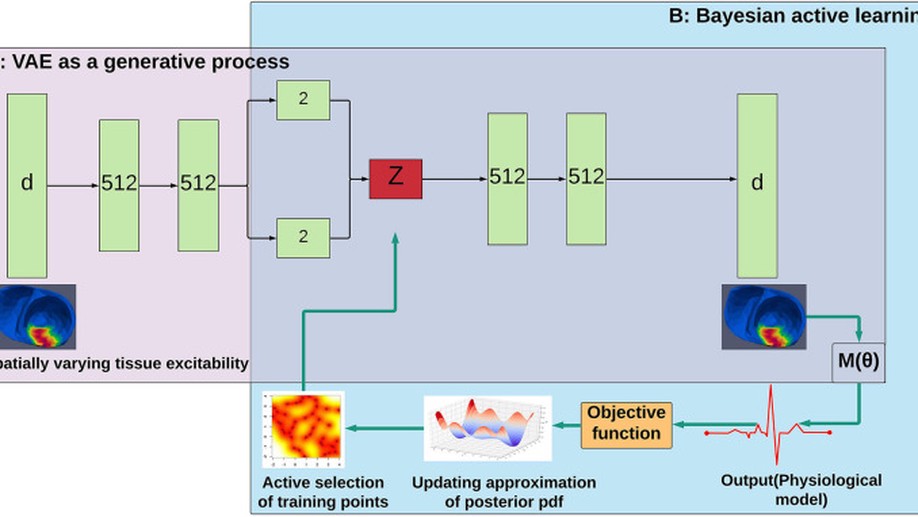 B: Bayesian active learnin
: VAE as a generative process
d
512
512
2
2
Z
512
512
d
patially varying tissue excitability
M(θ)
Objective
function
Active selection
of training points
Updating approximation
of posterior pdf
Output(Physiological
model)